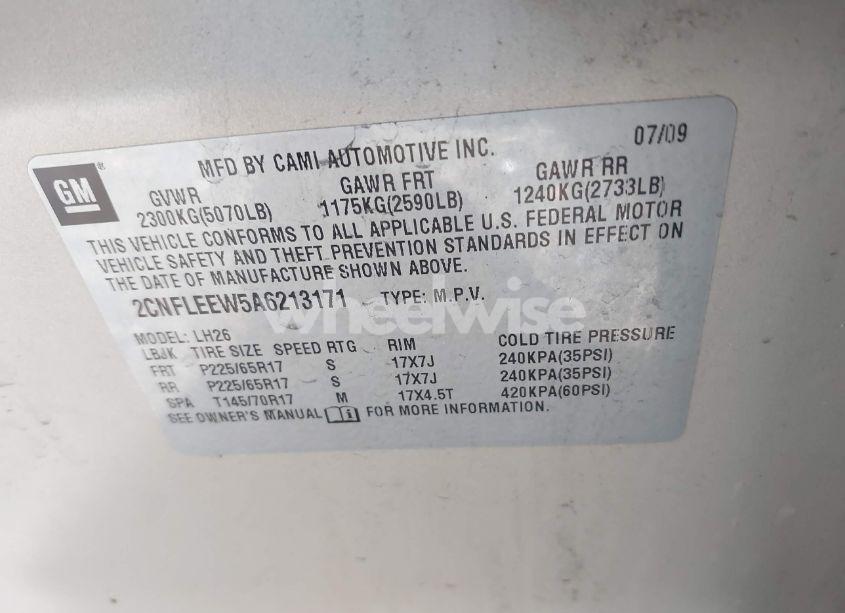 GM
MFD BY CAMI AUTOMOTIVE INC. 07/09
GVWR GAWR FRT GAWR RR
2300KG(5070LB) 1175KG(2590LB) 1240KG(2733LB)
THIS VEHICLE CONFORMS TO ALL APPLICABLE U.S. FEDERAL MOTOR
VEHICLE SAFETY AND THEFT PREVENTION STANDARDS IN EFFECT ON
THE DATE OF MANUFACTURE SHOWN ABOVE.
2CNFLEEW5A6213171 TYPE: M.P.V.
wheelwise
MODEL: LH26
LBJK TIRE SIZE SPEED RTG RIM COLD TIRE PRESSURE
FRT P225/65R17 S 17X7J 240KPA(35PSI)
RR P225/65R17 S 17X7J 240KPA(35PSI)
SPA T145/70R17 M 17X4.5T 420KPA(60PSI)
SEE OWNER'S MANUAL FOR MORE INFORMATION.